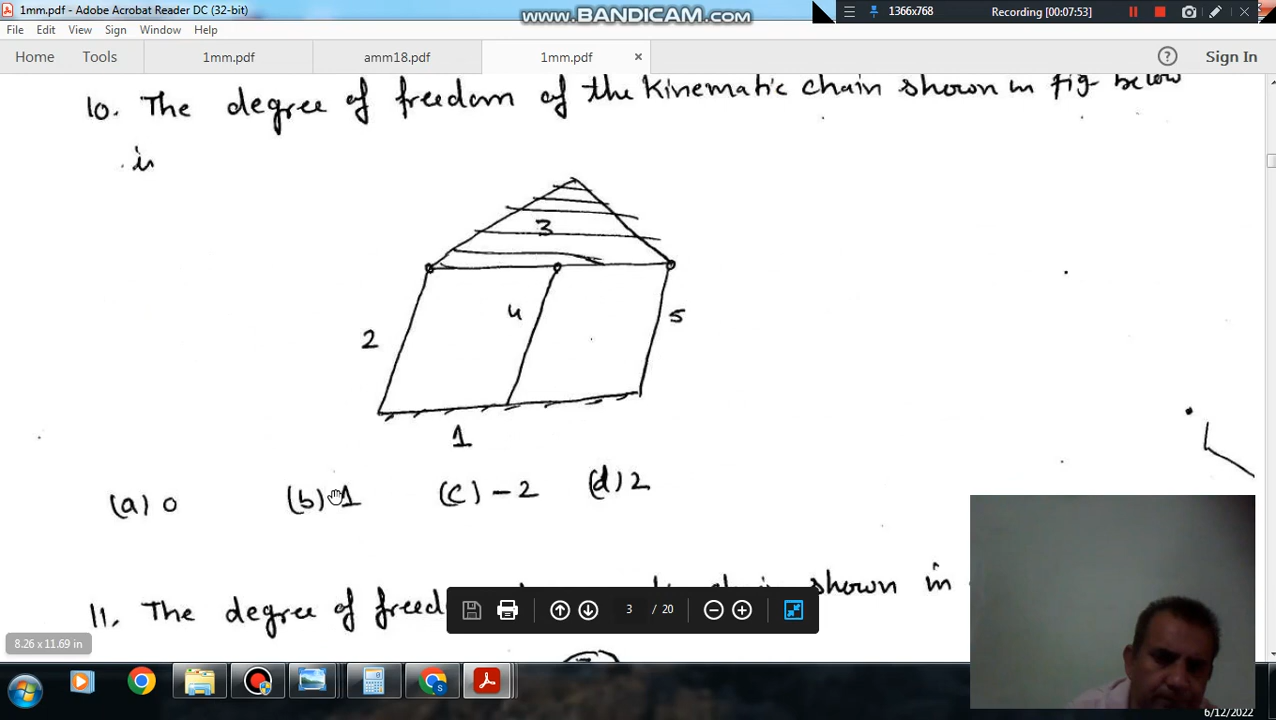 1mm.pdf - Adobe Acrobat Reader DC (32-bit)
www.BANDICAM.com
1366x768
Recording [00:07:53]
File Edit View Sign Window Help
Home Tools 1mm.pdf amm18.pdf 1mm.pdf × ? Sign In
10. The degree of freedom of the kinematic chain shown in fig below
is
3
2
4
5
1
(a) 0 (b) 1 (c) -2 (d) 2
11. The degree of shown in
3 / 20
8.26 x 11.69 in
6/12/2022